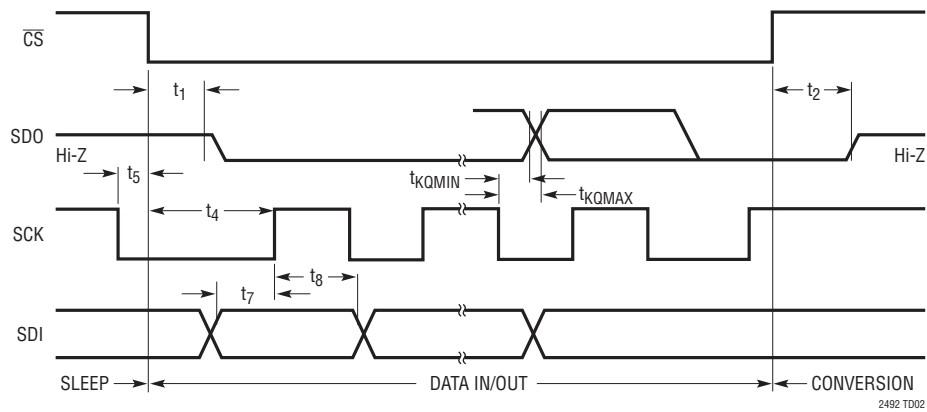 CS
t1
t2
SDO
Hi-Z
Hi-Z
t5
tKQMIN
tKQMAX
t4
SCK
t8
t7
SDI
SLEEP
DATA IN/OUT
CONVERSION
2492 TD02